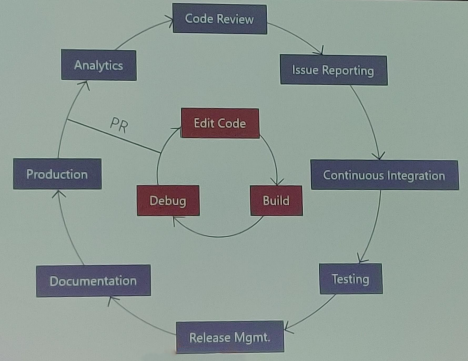 Code Review
Analytics
Issue Reporting
PR
Edit Code
Production
Continuous Integration
Debug
Build
Documentation
Testing
Release Mgmt.